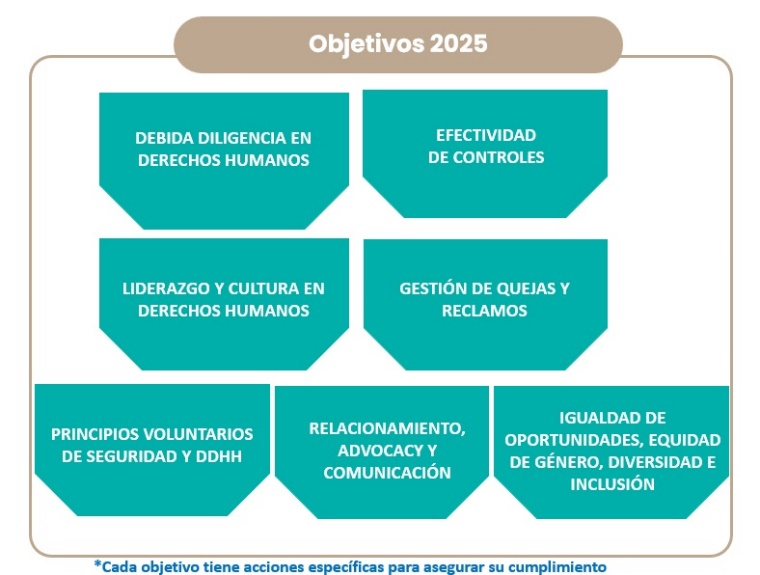 Objetivos 2025
DEBIDA DILIGENCIA EN
DERECHOS HUMANOS
EFECTIVIDAD
DE CONTROLES
LIDERAZGO Y CULTURA EN
DERECHOS HUMANOS
GESTIÓN DE QUEJAS Y
RECLAMOS
PRINCIPIOS VOLUNTARIOS
DE SEGURIDAD Y DDHH
RELACIONAMIENTO,
ADVOCACY Y
COMUNICACIÓN
IGUALDAD DE
OPORTUNIDADES, EQUIDAD
DE GÉNERO, DIVERSIDAD E
INCLUSIÓN
*Cada objetivo tiene acciones específicas para asegurar su cumplimiento